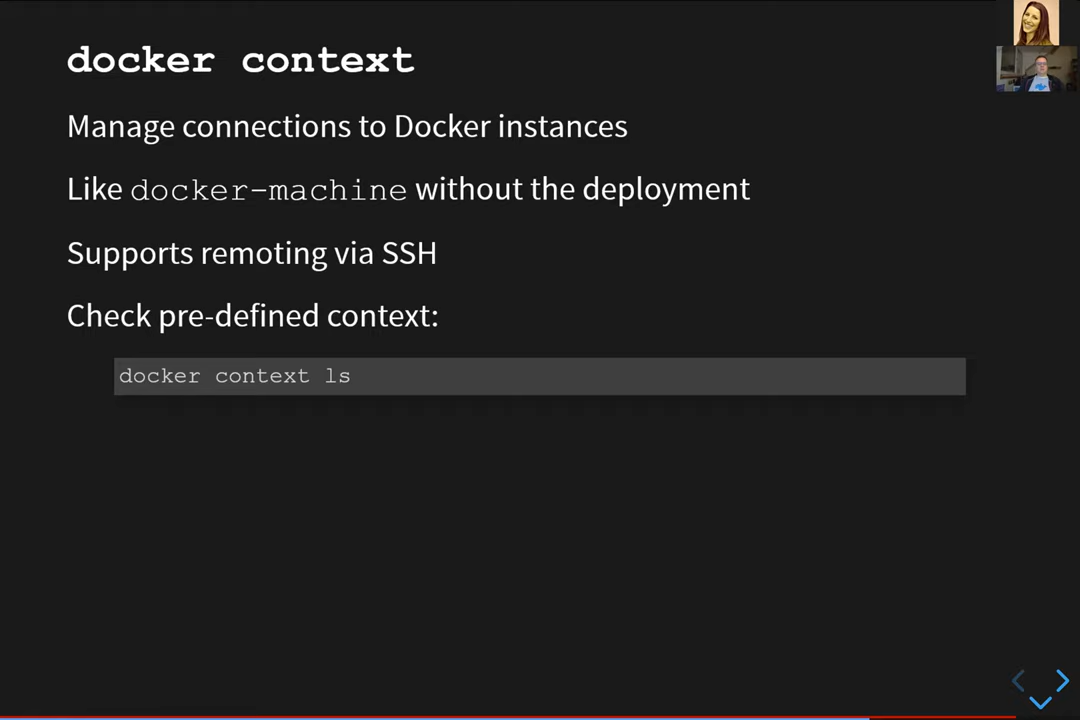 docker context
Manage connections to Docker instances
Like docker-machine without the deployment
Supports remoting via SSH
Check pre-defined context:
docker context ls